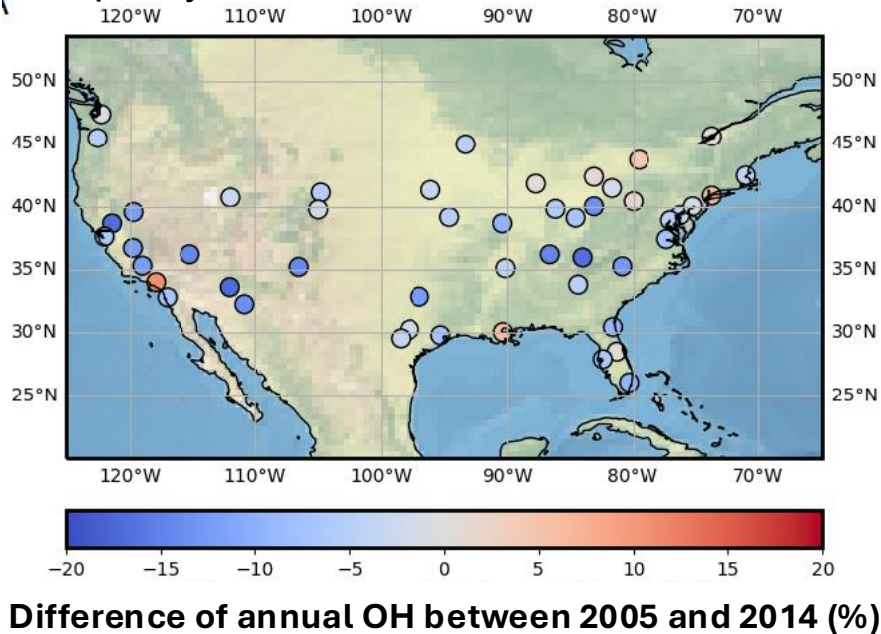 120°W 110°W 100°W 90°W 80°W 70°W
50°N 50°N
45°N 45°N
40°N 40°N
35°N 35°N
30°N 30°N
25°N 25°N
120°W 110°W 100°W 90°W 80°W 70°W
−20 −15 −10 −5 0 5 10 15 20
Difference of annual OH between 2005 and 2014 (%)